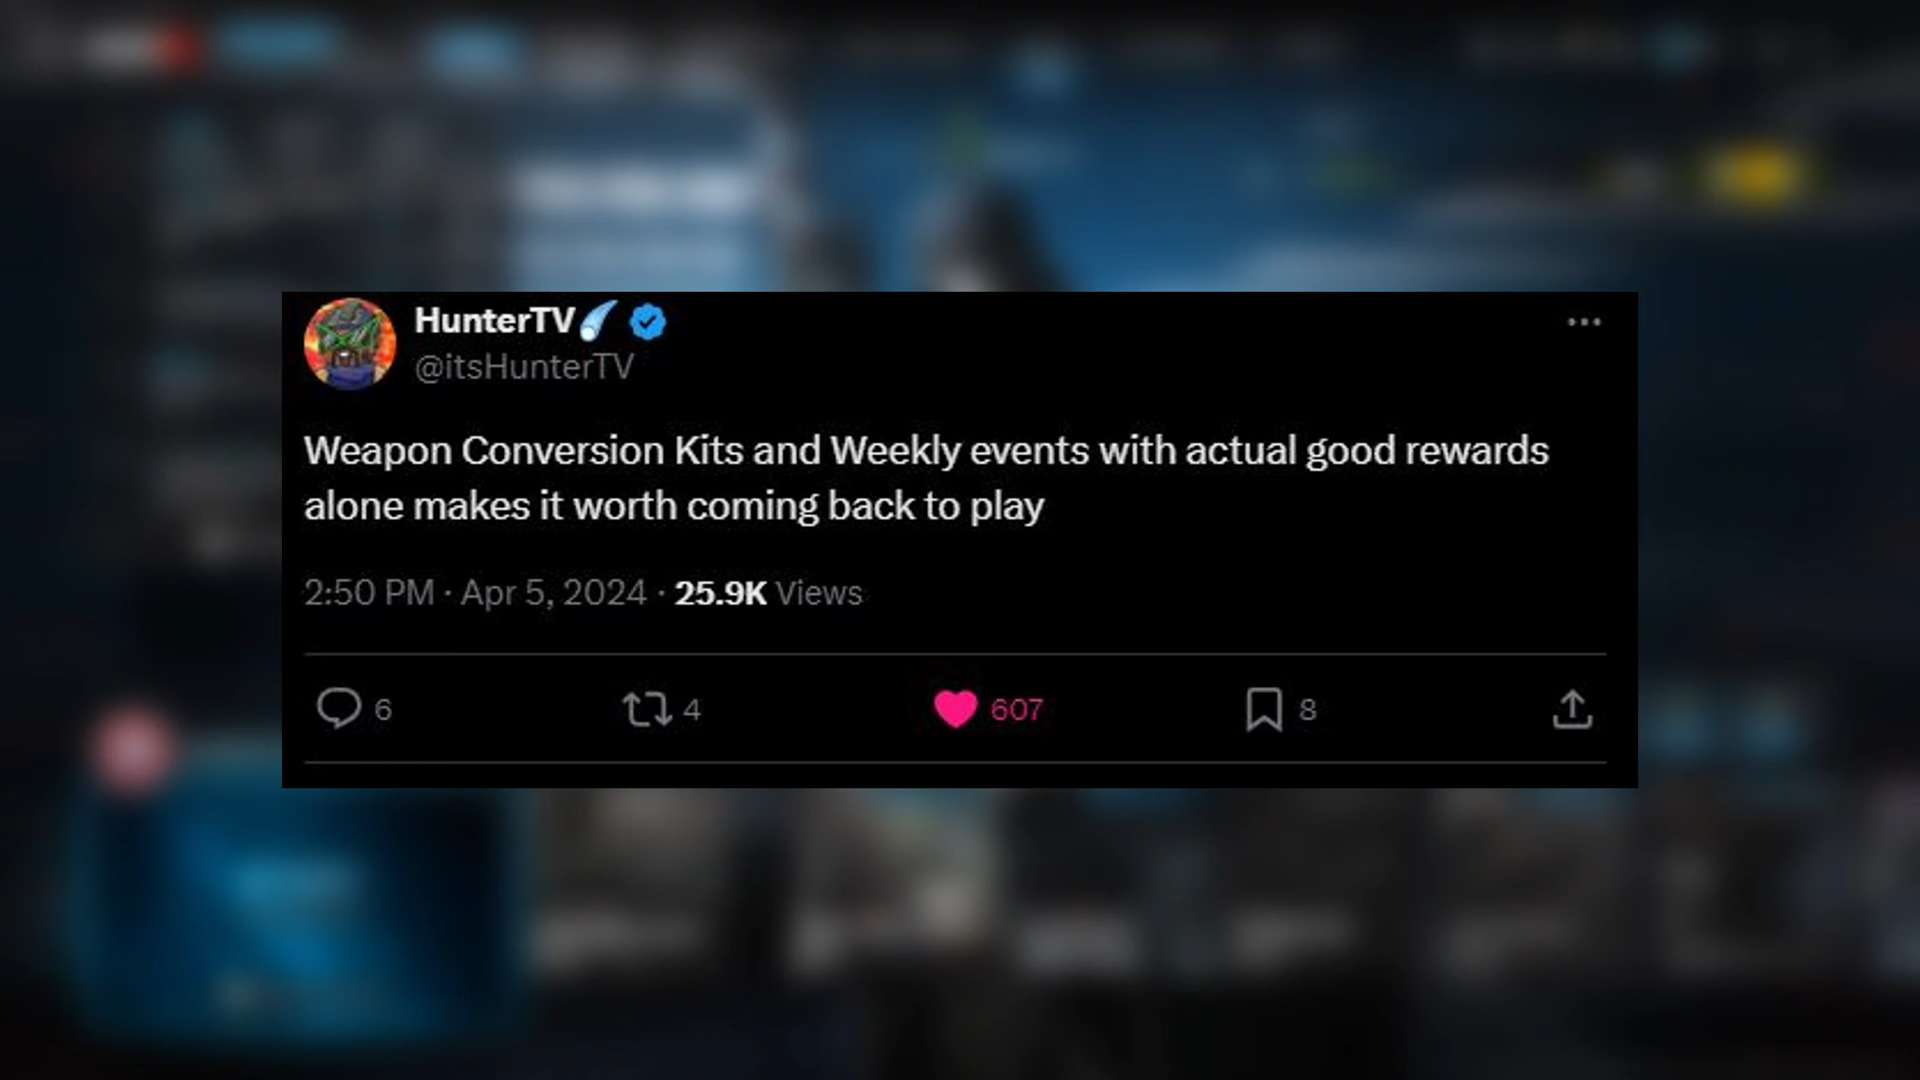 HunterTV
@itsHunterTV
Weapon Conversion Kits and Weekly events with actual good rewards
alone makes it worth coming back to play
2:50 PM · Apr 5, 2024 · 25.9K Views
6 4 607 8